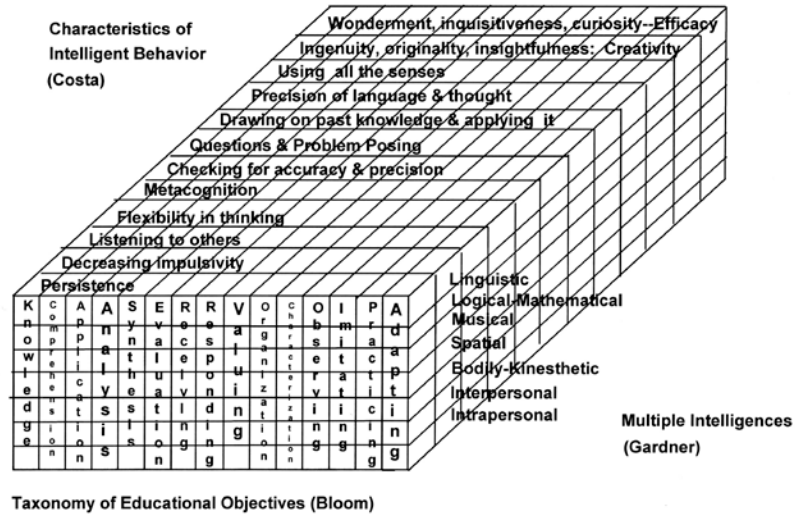 Characteristics of
Intelligent Behavior
(Costa)
Wonderment, inquisitiveness, curiosity--Efficacy
Ingenuity, originality, insightfulness: Creativity
Using all the senses
Precision of language & thought
Drawing on past knowledge & applying it
Questions & Problem Posing
Checking for accuracy & precision
Metacognition
Flexibility in thinking
Listening to others
Decreasing impulsivity
Persistence
Knowledge
Comprehension
Application
Analysis
Synthesis
Evaluation
Recieving
Responding
Valuing
Organization
Characterization
Observing
Imitating
Practicing
Adapting
Linguistic
Logical-Mathematical
Musical
Spatial
Bodily-Kinesthetic
Interpersonal
Intrapersonal
Multiple Intelligences
(Gardner)
Taxonomy of Educational Objectives (Bloom)